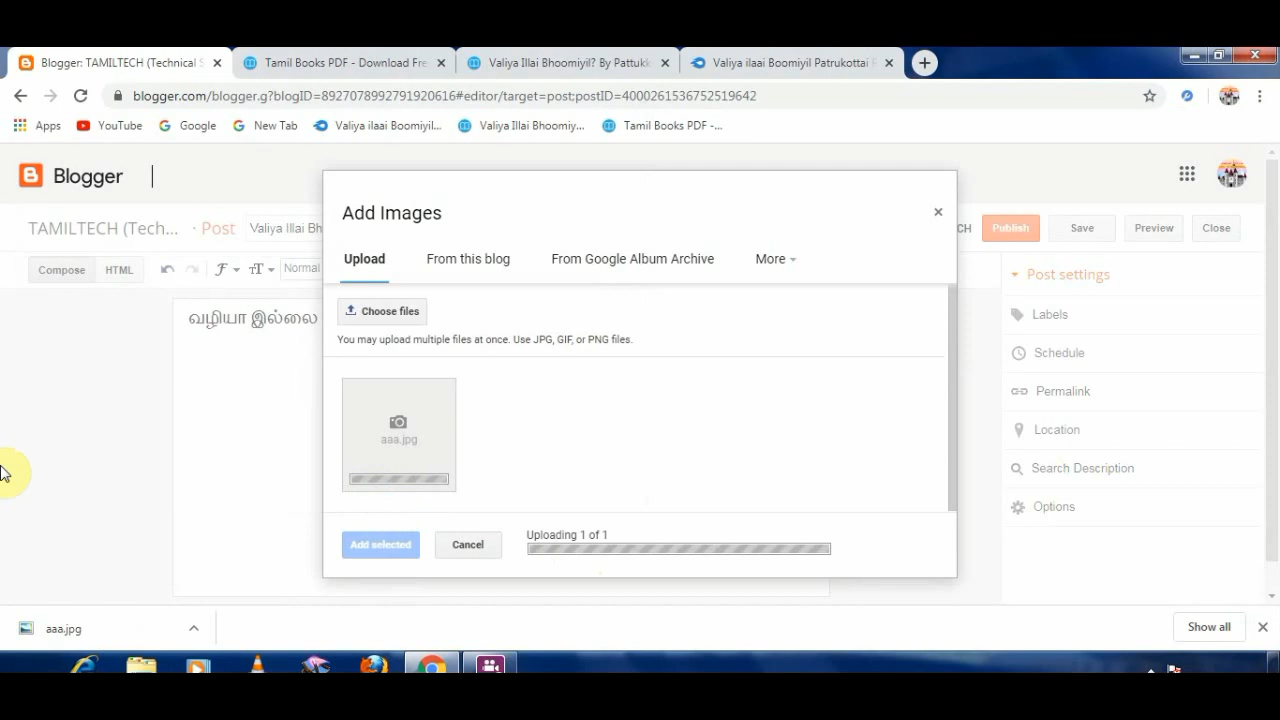 Blogger: TAMILTECH (Technical S
Tamil Books PDF - Download Fre
Valiya Illai Bhoomiyil? By Pattukk
Valiya ilaai Boomiyil Patrukottai F
blogger.com/blogger.g?blogID=8927078992791920616#editor/target=post;postID=4000261536752519642
Apps
YouTube
Google
New Tab
Valiya ilaai Boomiyil...
Valiya Illai Bhoomy...
Tamil Books PDF -...
Blogger
TAMILTECH (Tech... · Post
Valiya Illai Bh
CH
Publish
Save
Preview
Close
Compose
HTML
Normal
வழியா இல்லை
Add Images
Upload
From this blog
From Google Album Archive
More
Choose files
You may upload multiple files at once. Use JPG, GIF, or PNG files.
aaa.jpg
Add selected
Cancel
Uploading 1 of 1
Post settings
Labels
Schedule
Permalink
Location
Search Description
Options
aaa.jpg
Show all